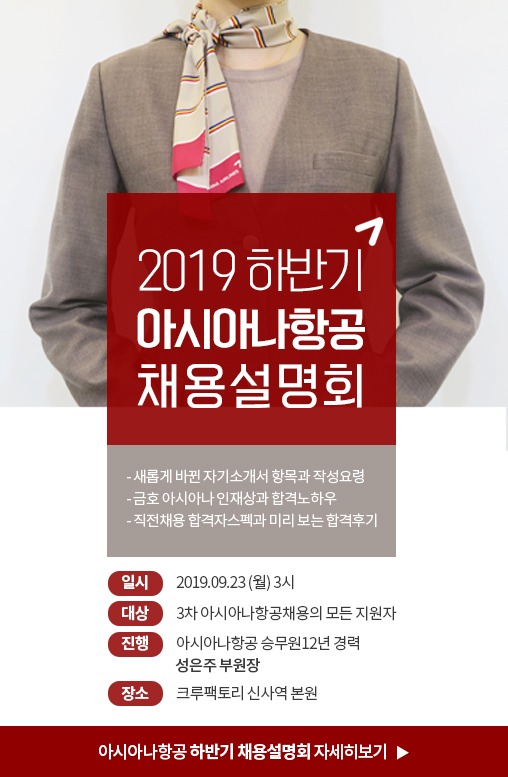 2019 하반기
아시아나항공
채용설명회
- 새롭게 바뀐 자기소개서 항목과 작성요령
- 금호 아시아나 인재상과 합격노하우
- 직전채용 합격자스펙과 미리 보는 합격후기
일시 2019.09.23 (월) 3시
대상 3차 아시아나항공채용의 모든 지원자
진행 아시아나항공 승무원12년 경력
성은주 부원장
장소 크루팩토리 신사역 본원
아시아나항공 하반기 채용설명회 자세히보기 ▶